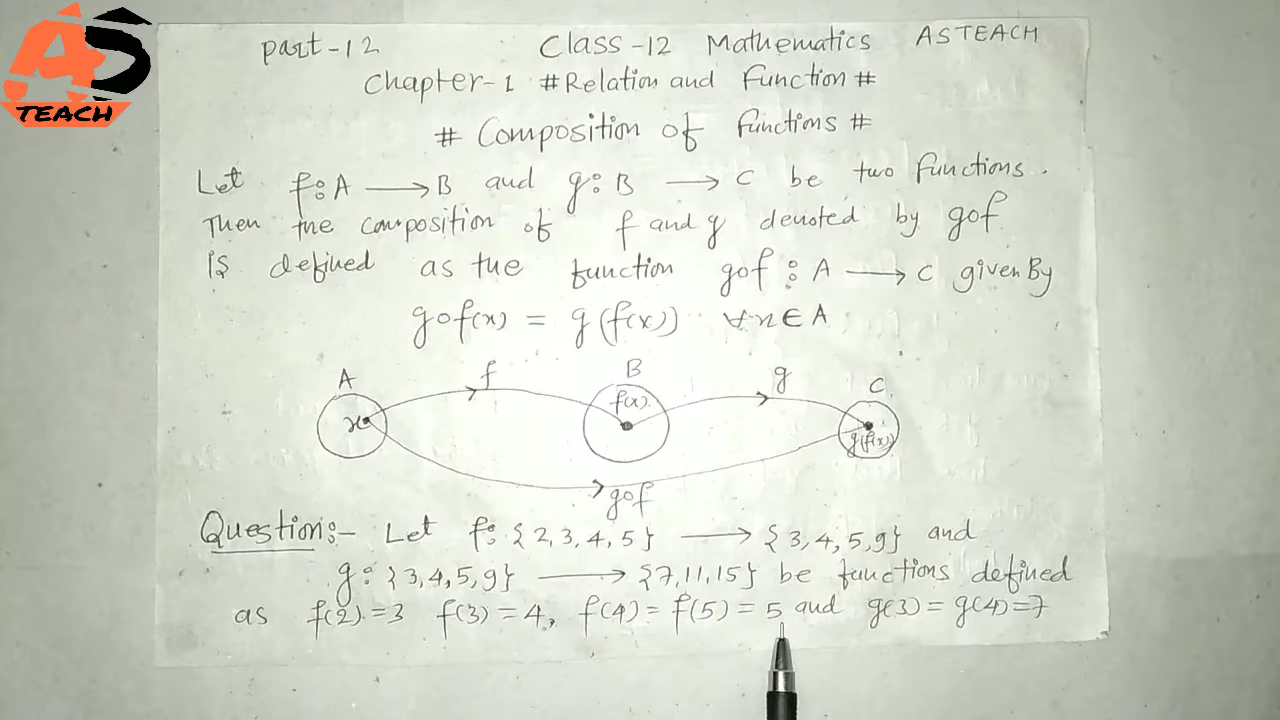 AS
TEACH
part-12 Class-12 Mathematics ASTEACH
Chapter-1 #Relation and Function#
# Composition of functions #
Let f:A ⟶ B and g:B ⟶ C be two functions.
Then the composition of f and g denoted by gof
is defined as the function gof : A ⟶ C given By
gof(x) = g(f(x)) ∀x∈A
A f B g C
x f(x) g(f(x))
gof
Question:- Let f:{2,3,4,5} ⟶ {3,4,5,9} and
g:{3,4,5,9} ⟶ {7,11,15} be functions defined
as f(2)=3 f(3)=4, f(4)=f(5)=5 and g(3)=g(4)=7